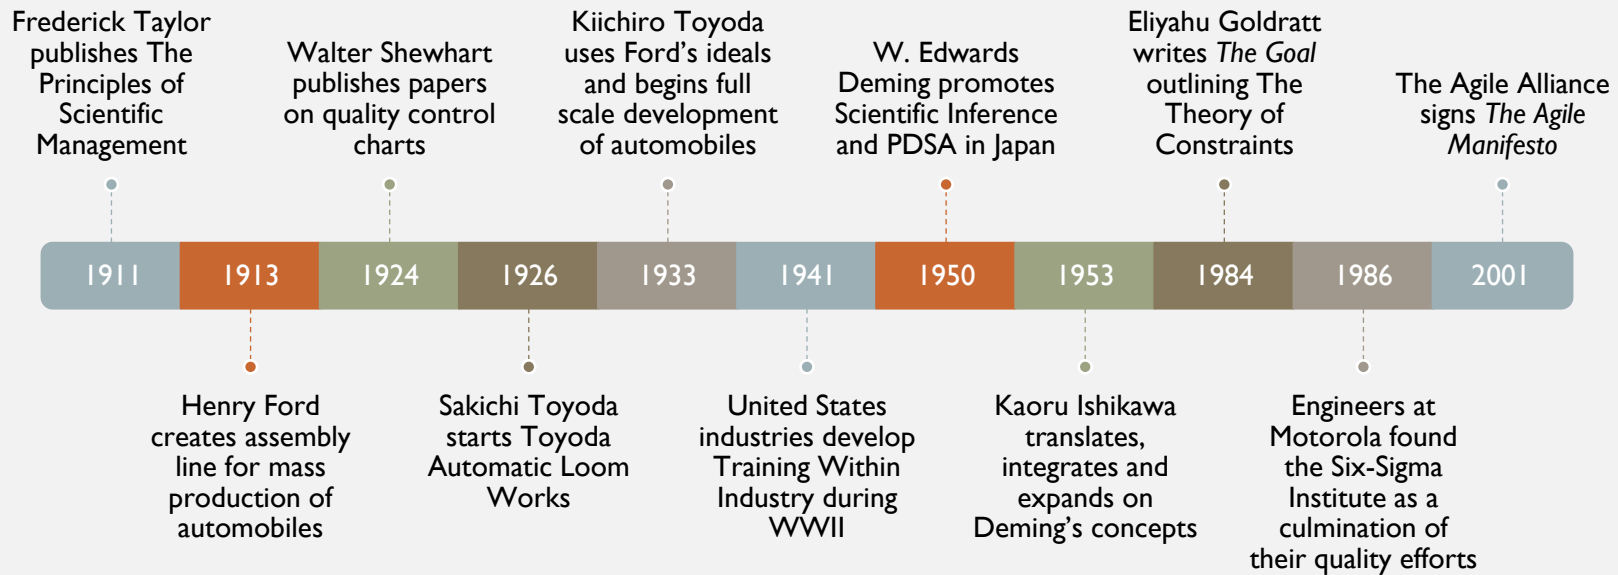 Frederick Taylor
publishes The
Principles of
Scientific
Management
Walter Shewhart
publishes papers
on quality control
charts
Kiichiro Toyoda
uses Ford’s ideals
and begins full
scale development
of automobiles
W. Edwards
Deming promotes
Scientific Inference
and PDSA in Japan
Eliyahu Goldratt
writes The Goal
outlining The
Theory of
Constraints
The Agile Alliance
signs The Agile
Manifesto
1911 1913 1924 1926 1933 1941 1950 1953 1984 1986 2001
Henry Ford
creates assembly
line for mass
production of
automobiles
Sakichi Toyoda
starts Toyoda
Automatic Loom
Works
United States
industries develop
Training Within
Industry during
WWII
Kaoru Ishikawa
translates,
integrates and
expands on
Deming’s concepts
Engineers at
Motorola found
the Six-Sigma
Institute as a
culmination of
their quality efforts